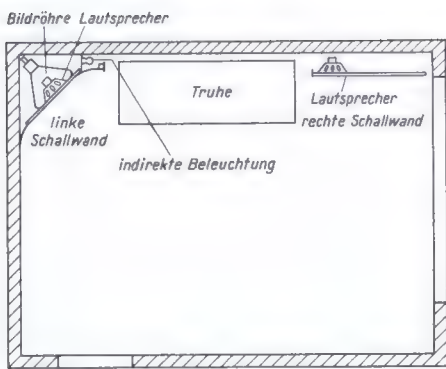 Bildröhre Lautsprecher
Truhe
Lautsprecher
rechte Schallwand
linke
Schallwand
indirekte Beleuchtung